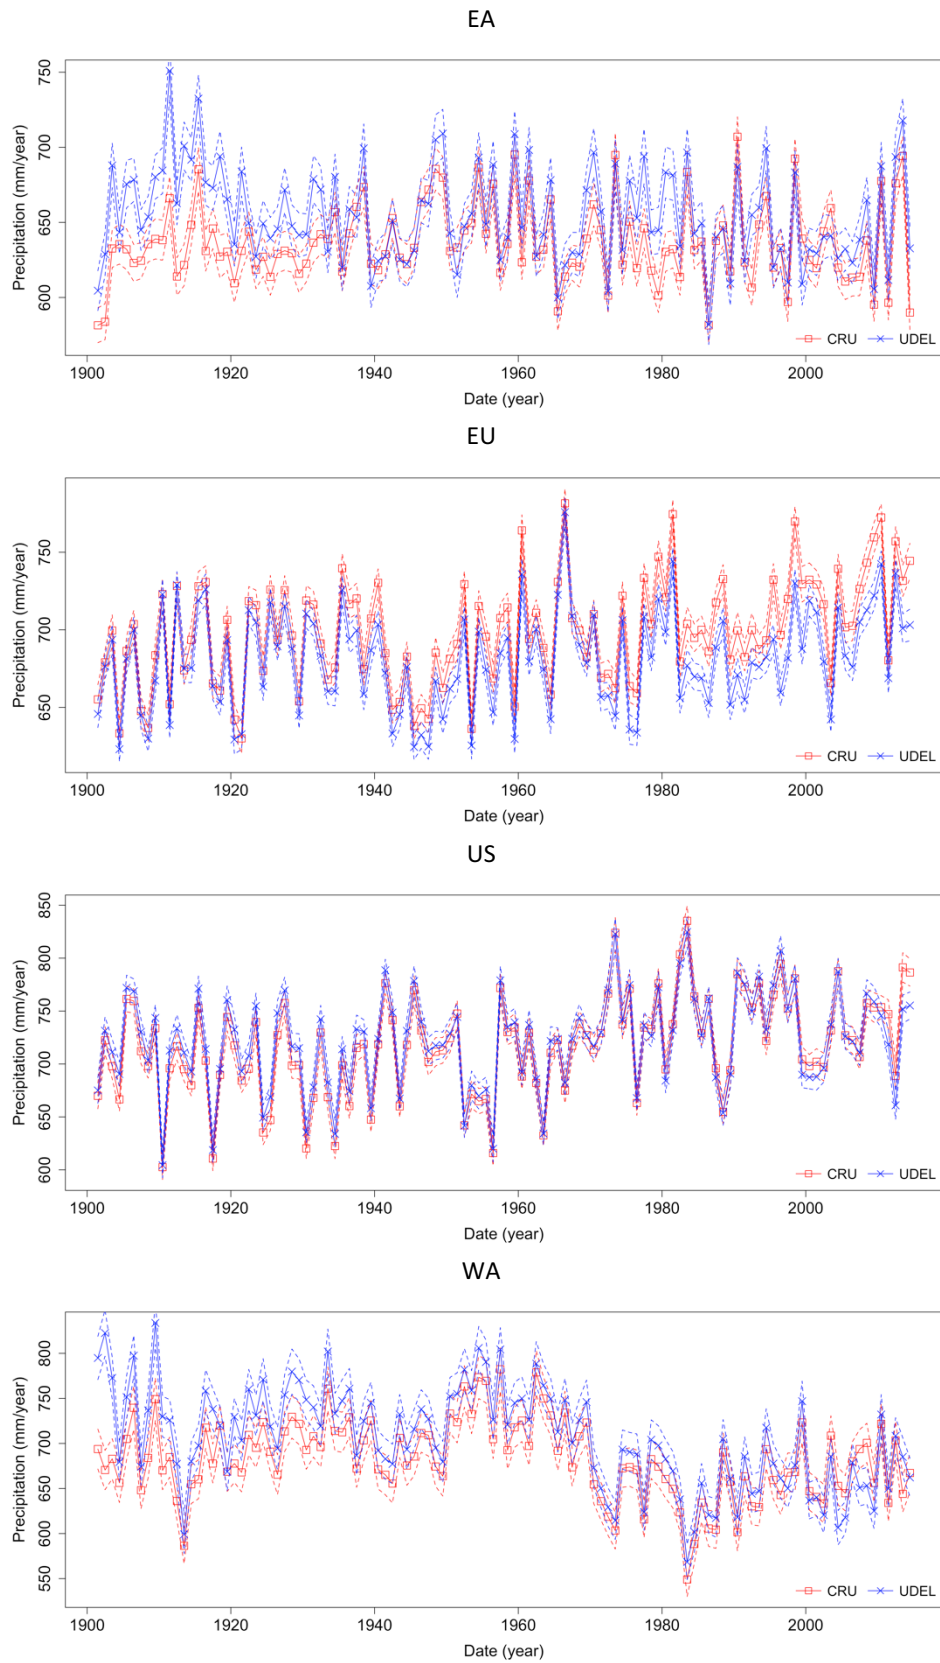 EA
Precipitation (mm/year)
750
700
650
600
CRU UDEL
1900 1920 1940 1960 1980 2000
Date (year)
EU
Precipitation (mm/year)
750
700
650
CRU UDEL
1900 1920 1940 1960 1980 2000
Date (year)
US
Precipitation (mm/year)
850
800
750
700
650
600
CRU UDEL
1900 1920 1940 1960 1980 2000
Date (year)
WA
Precipitation (mm/year)
800
750
700
650
600
550
CRU UDEL
1900 1920 1940 1960 1980 2000
Date (year)